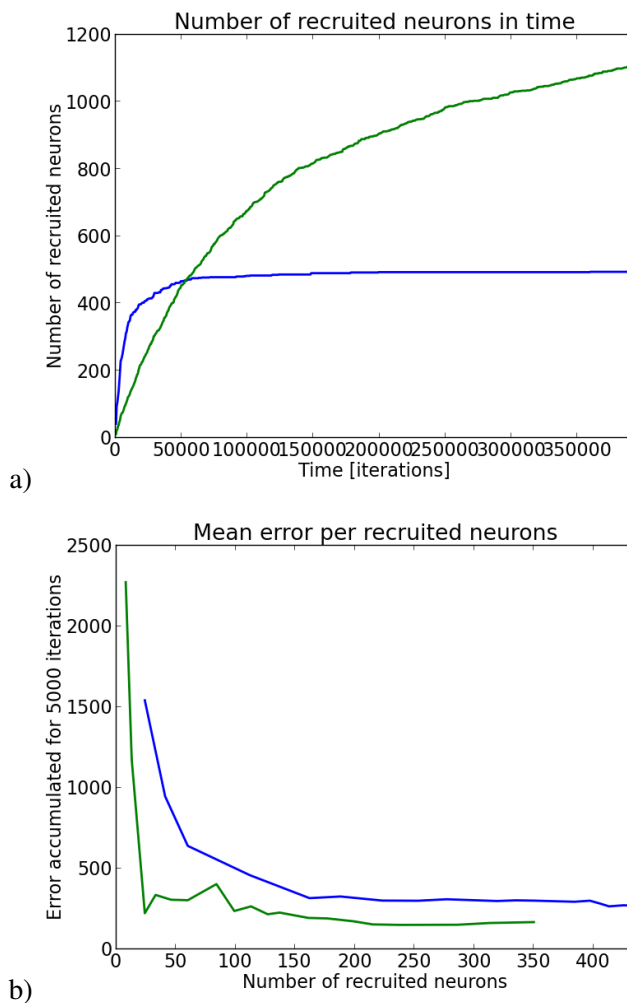 Number of recruited neurons in time
1200
1000
800
600
400
200
0
Number of recruited neurons
0 50000 100000 150000 200000 250000 300000 350000
Time [iterations]
a)
Mean error per recruited neurons
2500
2000
1500
1000
500
0
Error accumulated for 5000 iterations
0 50 100 150 200 250 300 350 400
Number of recruited neurons
b)